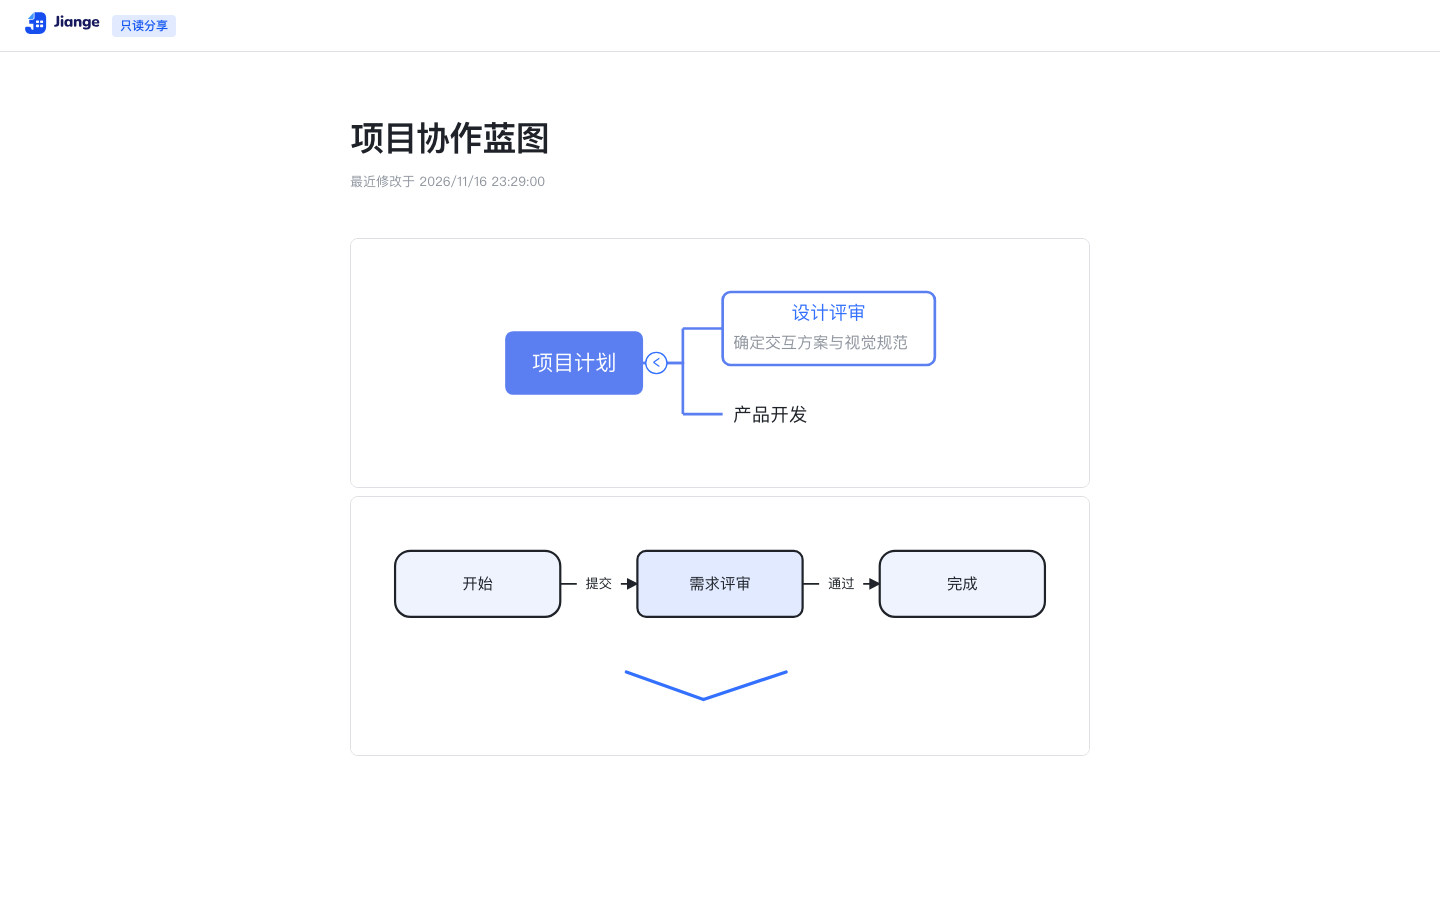 Jiange 只读分享
项目协作蓝图
最近修改于 2026/11/16 23:29:00
项目计划
设计评审
确定交互方案与视觉规范
产品开发
开始 提交 需求评审 通过 完成